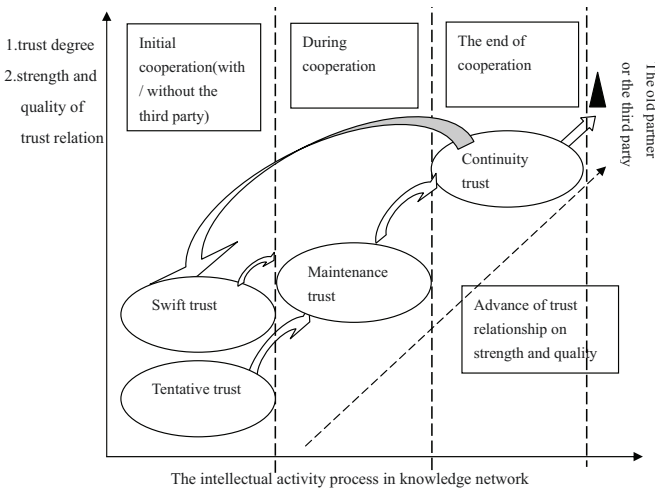 1.trust degree
2.strength and
quality of
trust relation
Initial
cooperation(with
/ without the
third party)
During
cooperation
The end of
cooperation
The old partner
or the third party
Continuity
trust
Maintenance
trust
Swift trust
Tentative trust
Advance of trust
relationship on
strength and quality
The intellectual activity process in knowledge network